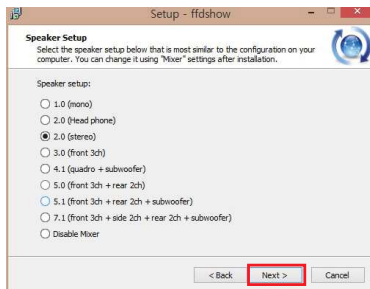 Setup - ffdshow
Speaker Setup
Select the speaker setup below that is most similar to the configuration on your
computer. You can change it using "Mixer" settings after installation.
Speaker setup:
1.0 (mono)
2.0 (Head phone)
2.0 (stereo)
3.0 (front 3ch)
4.1 (quadro + subwoofer)
5.0 (front 3ch + rear 2ch)
5.1 (front 3ch + rear 2ch + subwoofer)
7.1 (front 3ch + side 2ch + rear 2ch + subwoofer)
Disable Mixer
< Back Next > Cancel